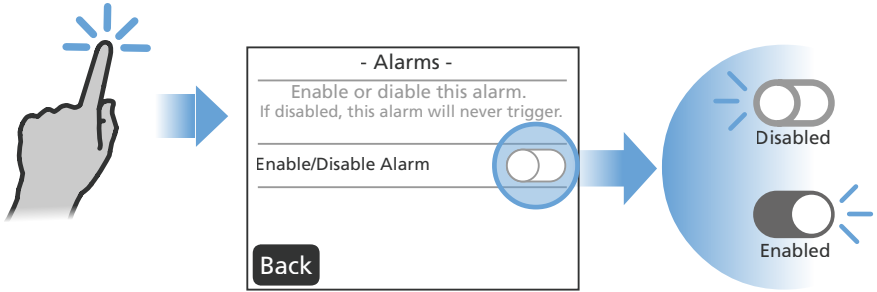 - Alarms -
Enable or diable this alarm.
If disabled, this alarm will never trigger.
Enable/Disable Alarm
Back
Disabled
Enabled